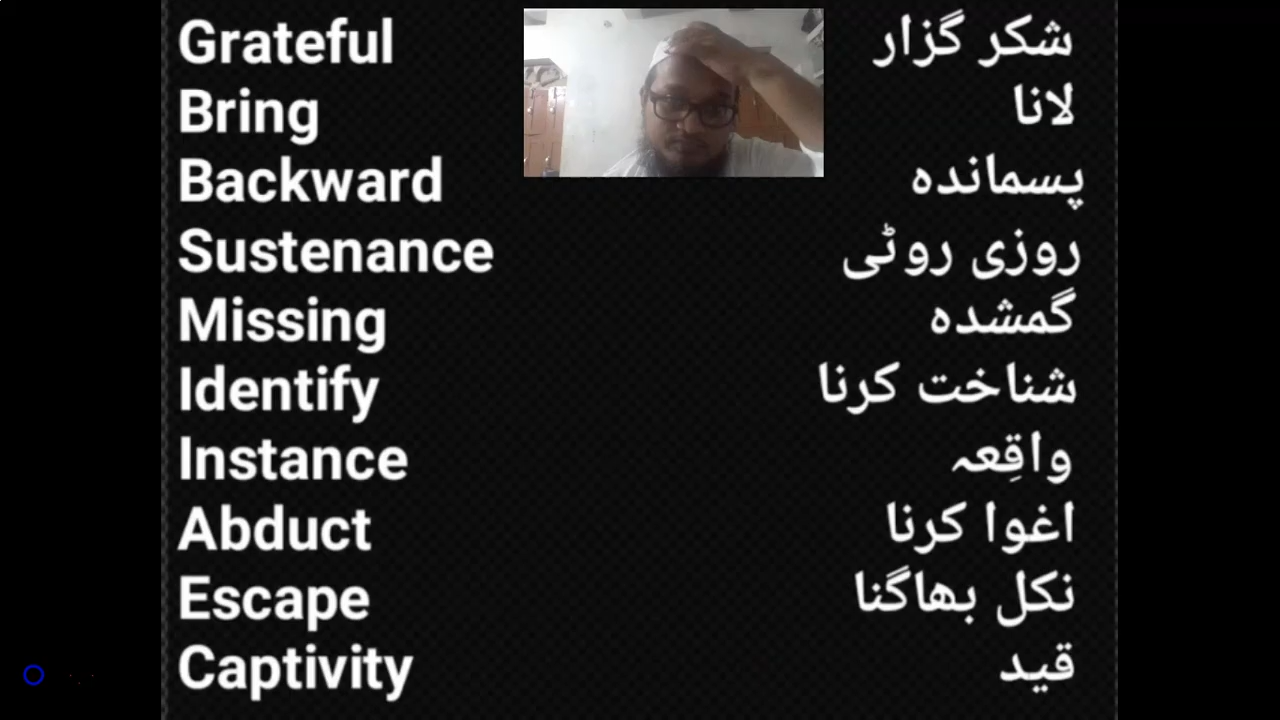 Grateful شکر گزار
Bring لانا
Backward پسماندہ
Sustenance روزی روٹی
Missing گمشدہ
Identify شناخت کرنا
Instance واقِعہ
Abduct اغوا کرنا
Escape نکل بھاگنا
Captivity قید